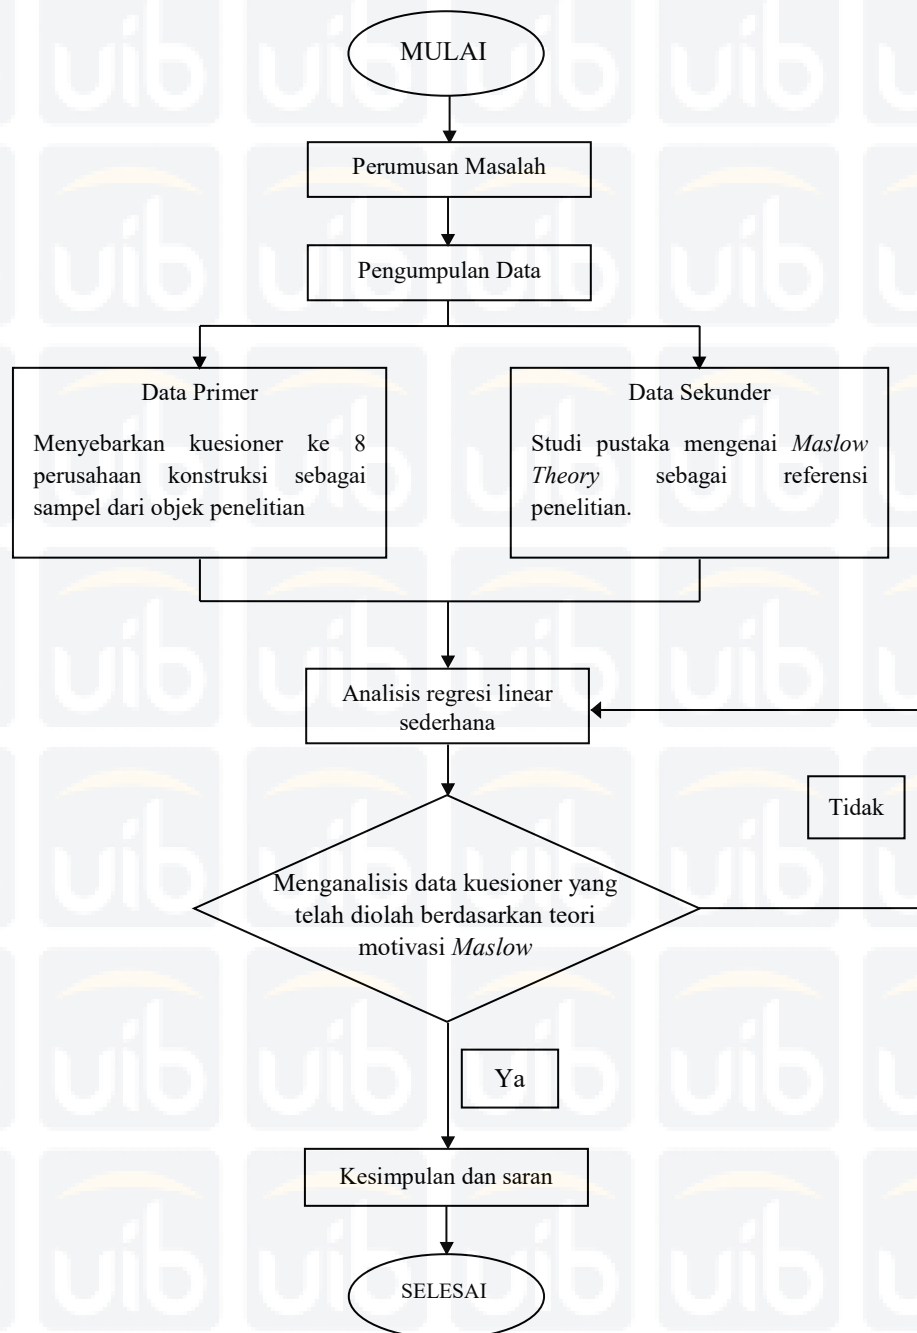 MULAI
Perumusan Masalah
Pengumpulan Data
Data Primer
Menyebarkan kuesioner ke 8
perusahaan konstruksi sebagai
sampel dari objek penelitian
Data Sekunder
Studi pustaka mengenai Maslow
Theory sebagai referensi
penelitian.
Analisis regresi linear
sederhana
Tidak
Menganalisis data kuesioner yang
telah diolah berdasarkan teori
motivasi Maslow
Ya
Kesimpulan dan saran
SELESAI
uib